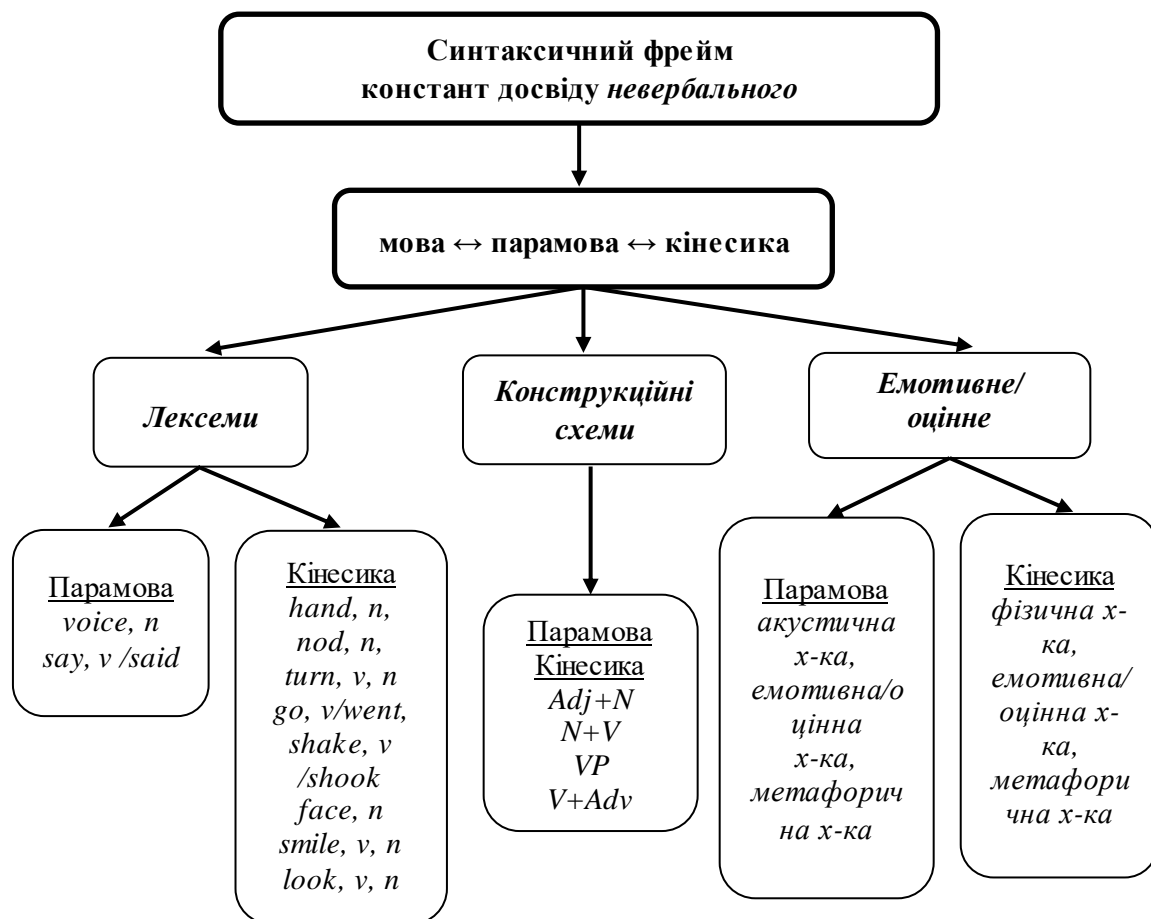 Синтаксичний фрейм
констант досвіду невербального
мова ↔ парамова ↔ кінесика
Лексеми
Конструкційні
схеми
Емотивне/
оцінне
Парамова
voice, n
say, v /said
Кінесика
hand, n,
nod, n,
turn, v, n
go, v/went,
shake, v
/shook
face, n
smile, v, n
look, v, n
Парамова
Кінесика
Adj+N
N+V
VP
V+Adv
Парамова
акустична
х-ка,
емотивна/о
цінна
х-ка,
метафорич
на х-ка
Кінесика
фізична х-
ка,
емотивна/
оцінна х-
ка,
метафори
чна х-ка